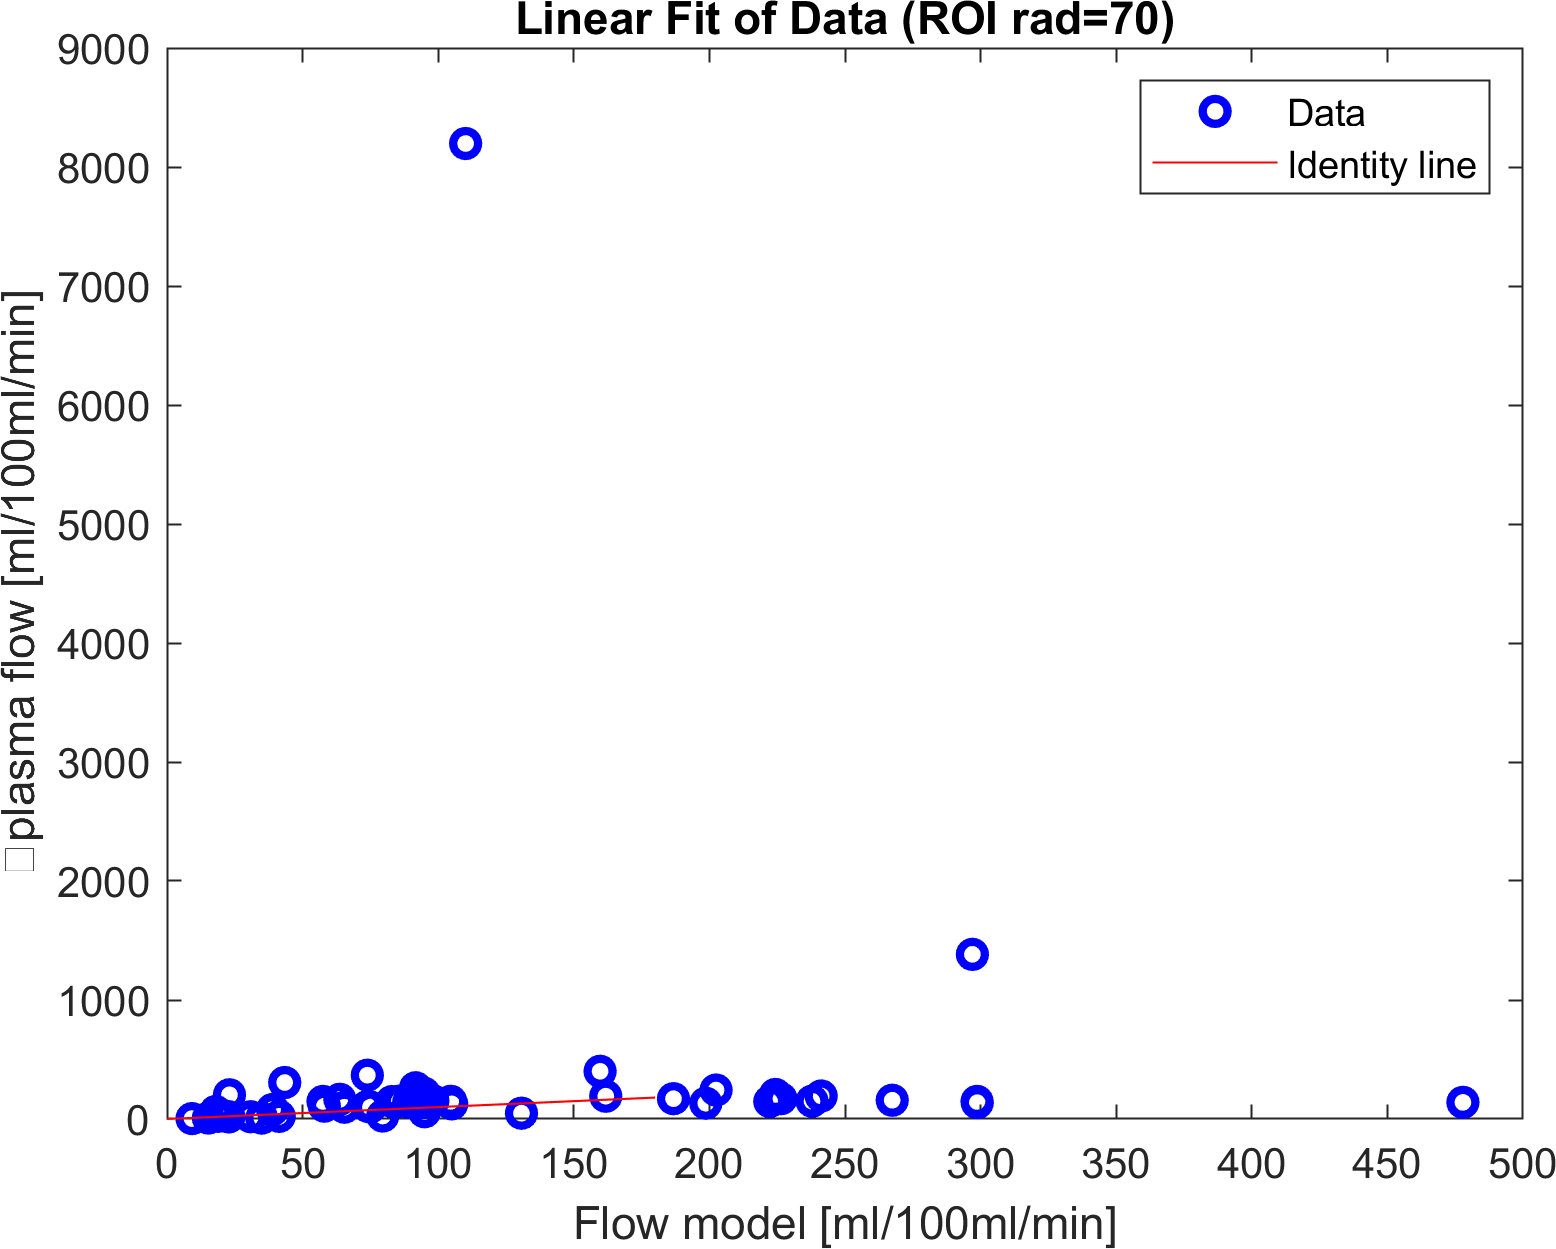 Linear Fit of Data (ROI rad=70)
9000
8000
7000
6000
5000
4000
3000
2000
1000
0
plasma flow [ml/100ml/min]
Data
Identity line
0 50 100 150 200 250 300 350 400 450 500
Flow model [ml/100ml/min]